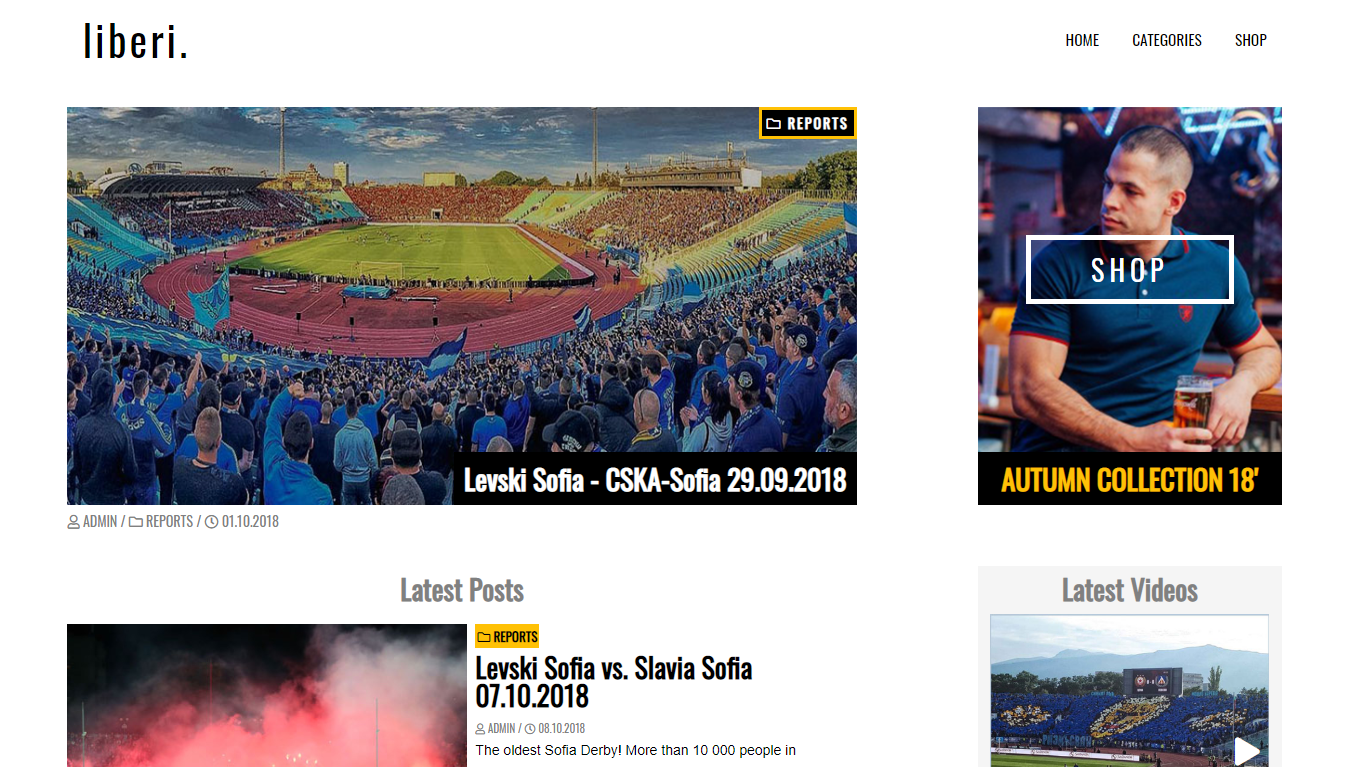 liberi.
HOME CATEGORIES SHOP
REPORTS
Levski Sofia - CSKA-Sofia 29.09.2018
ADMIN / REPORTS / 01.10.2018
SHOP
AUTUMN COLLECTION 18'
Latest Posts
REPORTS
Levski Sofia vs. Slavia Sofia
07.10.2018
ADMIN / 08.10.2018
The oldest Sofia Derby! More than 10 000 people in
Latest Videos